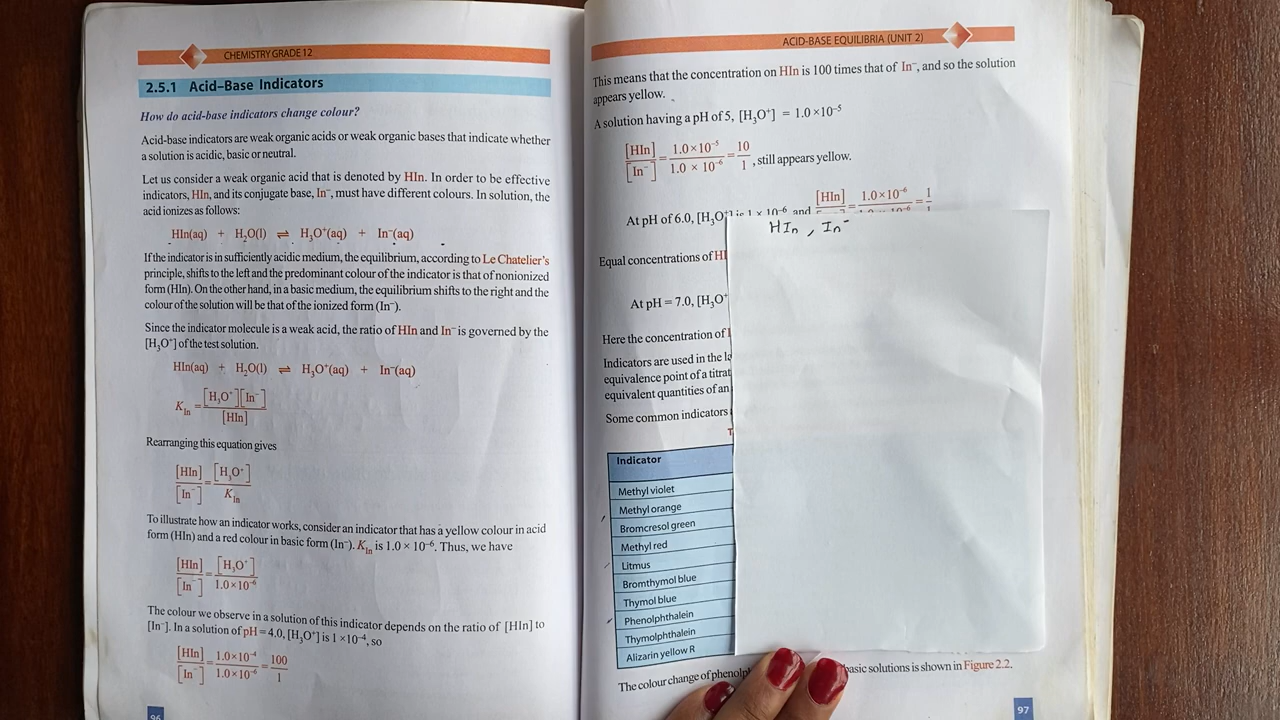 CHEMISTRY GRADE 12
2.5.1 Acid–Base Indicators
How do acid-base indicators change colour?
Acid-base indicators are weak organic acids or weak organic bases that indicate whether
a solution is acidic, basic or neutral.
Let us consider a weak organic acid that is denoted by HIn. In order to be effective
indicators, HIn, and its conjugate base, In⁻, must have different colours. In solution, the
acid ionizes as follows:
HIn(aq) + H₂O(l) ⇌ H₃O⁺(aq) + In⁻(aq)
If the indicator is in sufficiently acidic medium, the equilibrium, according to Le Chatelier's
principle, shifts to the left and the predominant colour of the indicator is that of nonionized
form (HIn). On the other hand, in a basic medium, the equilibrium shifts to the right and the
colour of the solution will be that of the ionized form (In⁻).
Since the indicator molecule is a weak acid, the ratio of HIn and In⁻ is governed by the
[H₃O⁺] of the test solution.
HIn(aq) + H₂O(l) ⇌ H₃O⁺(aq) + In⁻(aq)
K_In = [H₃O⁺][In⁻] / [HIn]
Rearranging this equation gives
[HIn] / [In⁻] = [H₃O⁺] / K_In
To illustrate how an indicator works, consider an indicator that has a yellow colour in acid
form (HIn) and a red colour in basic form (In⁻). K_In is 1.0 × 10⁻⁶. Thus, we have
[HIn] / [In⁻] = [H₃O⁺] / 1.0×10⁻⁶
The colour we observe in a solution of this indicator depends on the ratio of [HIn] to
[In⁻]. In a solution of pH = 4.0, [H₃O⁺] is 1 ×10⁻⁴, so
[HIn] / [In⁻] = 1.0×10⁻⁴ / 1.0×10⁻⁶ = 100 / 1
96
ACID-BASE EQUILIBRIA (UNIT 2)
This means that the concentration on HIn is 100 times that of In⁻, and so the solution
appears yellow.
A solution having a pH of 5, [H₃O⁺] = 1.0×10⁻⁵
[HIn] / [In⁻] = 1.0×10⁻⁵ / 1.0 × 10⁻⁶ = 10 / 1 , still appears yellow.
At pH of 6.0, [H₃O⁺] is 1 × 10⁻⁶ and [HIn] = 1.0×10⁻⁶ = 1
HIn , In⁻
Equal concentrations of
At pH = 7.0, [H₃O⁺
Here the concentration of
Indicators are used in the
equivalence point of a
equivalent quantities of an
Some common indicators
Indicator
Methyl violet
Methyl orange
Bromcresol green
Methyl red
Litmus
Bromthymol blue
Thymol blue
Phenolphthalein
Thymolphthalein
Alizarin yellow R
The colour change of basic solutions is shown in Figure 2.2.
97